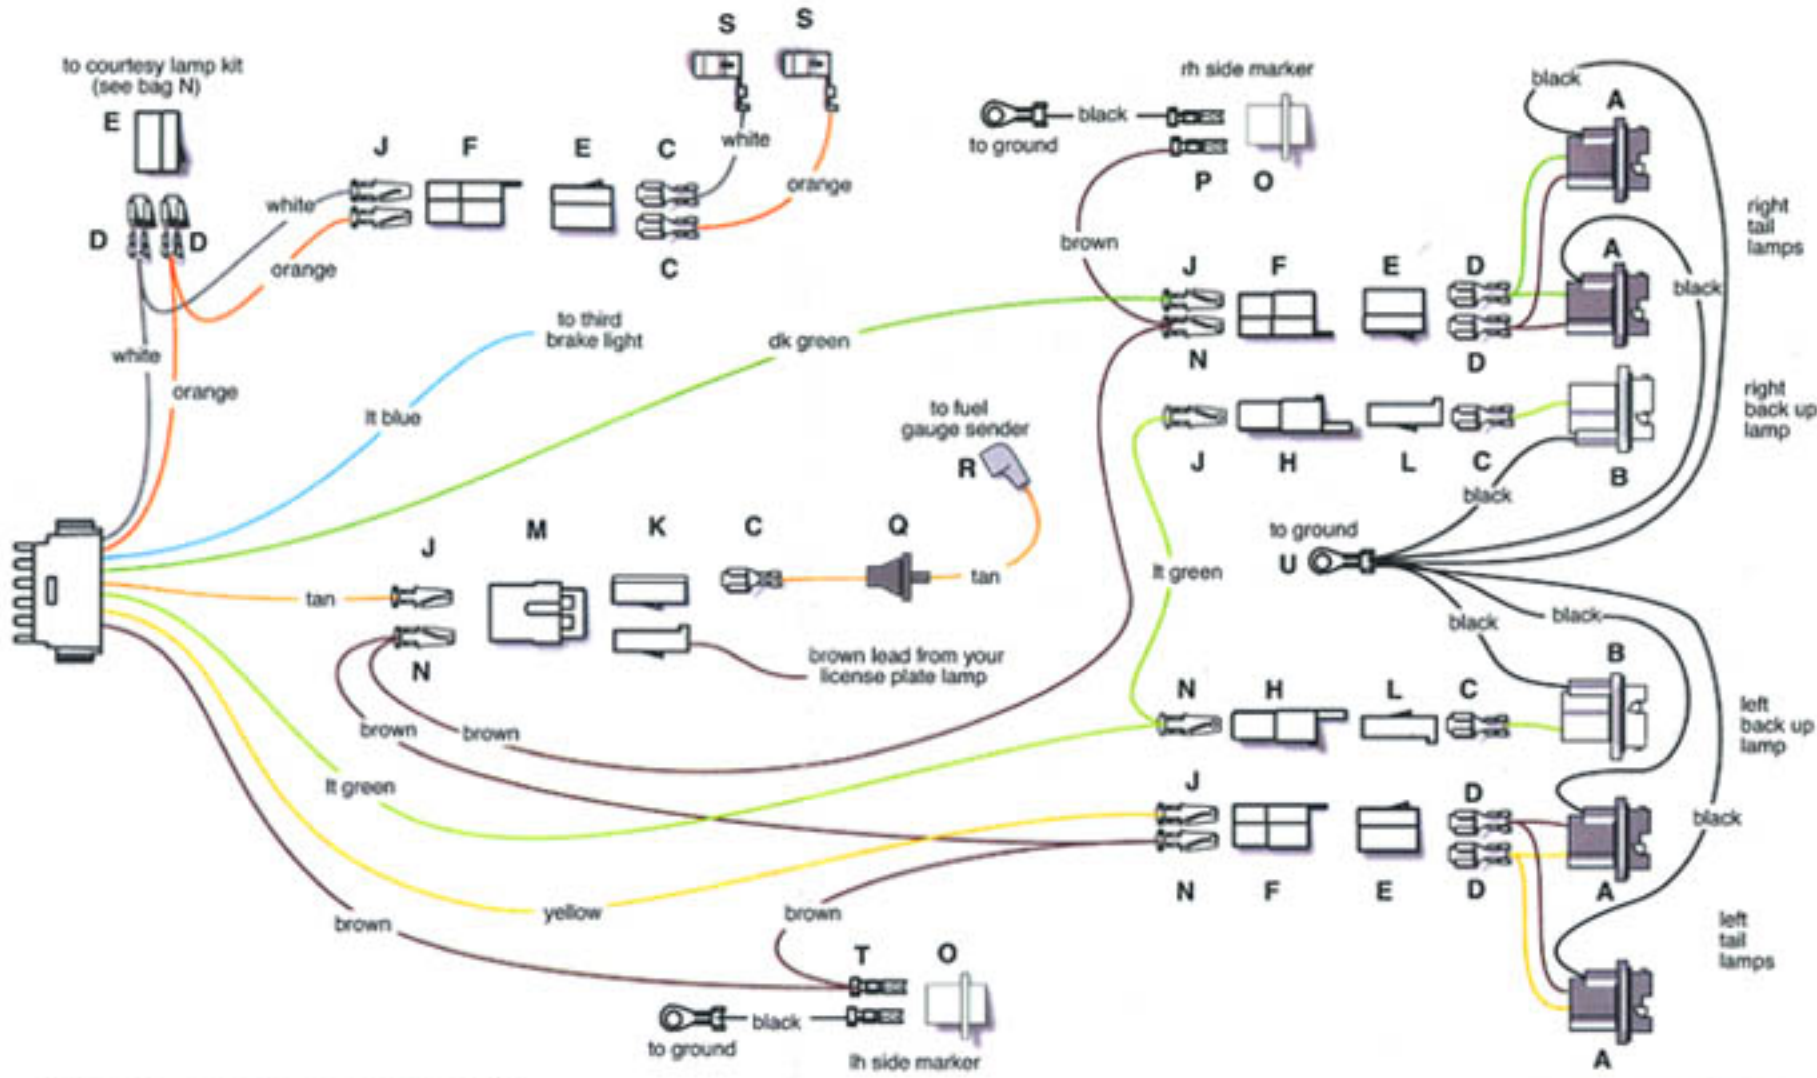 S S
to courtesy lamp kit
(see bag N)
E
rh side marker
black
A
black
to ground
white
J F E C
P O
white
orange
D D
right
tail
lamps
orange
C
brown
A
J F E D
black
to third
brake light
white
dk green
N
D
orange
lt blue
to fuel
gauge sender
right
back up
lamp
R
J H L C
B
black
J M K C Q
to ground
U
tan
tan
lt green
black
black
N
brown lead from your
license plate lamp
B
N H L C
left
back up
lamp
brown
brown
lt green
J
D
black
N F E D
A
yellow
brown
brown
left
tail
lamps
T O
black
to ground
lh side marker
A